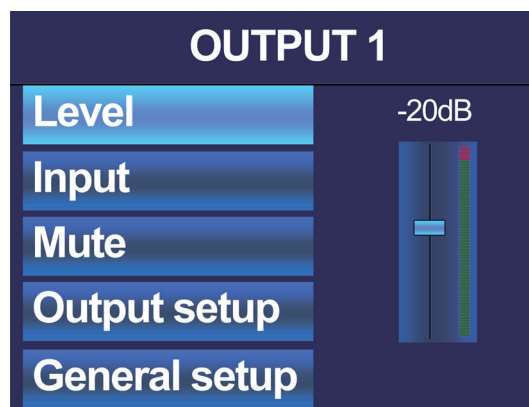 OUTPUT 1
Level
-20dB
Input
Mute
Output setup
General setup